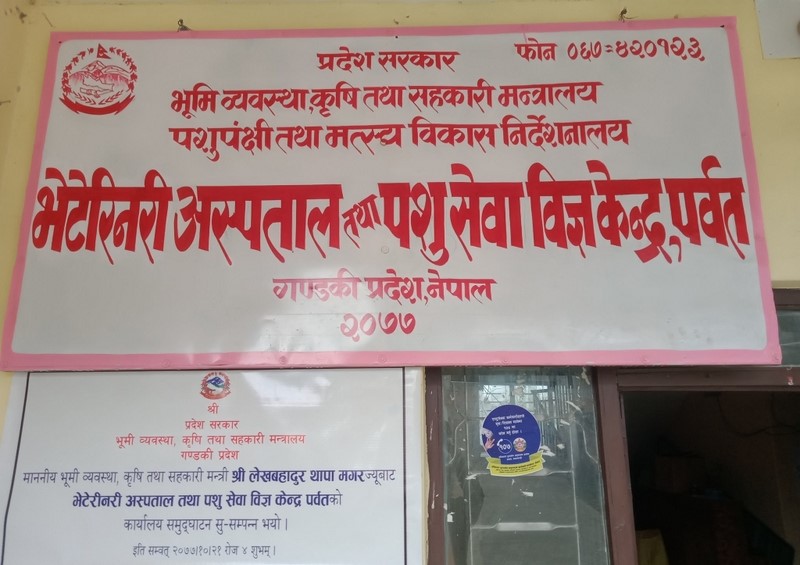 प्रदेश सरकार
फोन ०६७=४२०१२३
भूमि व्यवस्था,कृषि तथा सहकारी मन्त्रालय
पशुपंक्षी तथा मत्स्य विकास निर्देशनालय
भेटेरिनरी अस्पताल तथा पशु सेवा विज्ञ केन्द्र,पर्वत
गण्डकी प्रदेश,नेपाल
२०७७
श्री
प्रदेश सरकार
भूमी व्यवस्था, कृषि तथा सहकारी मन्त्रालय
गण्डकी प्रदेश
माननीय भूमी व्यवस्था, कृषि तथा सहकारी मन्त्री श्री लेखबहादुर थापा मगरज्यूबाट
भेटेरीनरी अस्पताल तथा पशु सेवा विज्ञ केन्द्र पर्वतको
कार्यालय समुद्घाटन सु-सम्पन्न भयो ।
इति सम्वत् २०७७/१०/२१ रोज ४ शुभम् ।
१०७